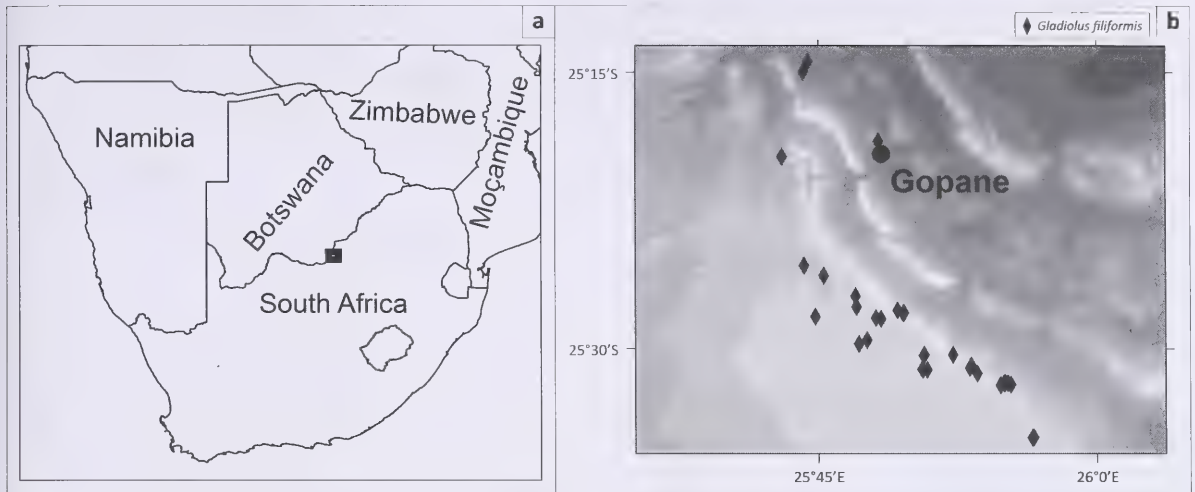 a
Namibia
Zimbabwe
Botswana
Moçambique
South Africa
Gladiolus filiformis
b
25°15'S
Gopane
25°30'S
25°45'E
26°0'E